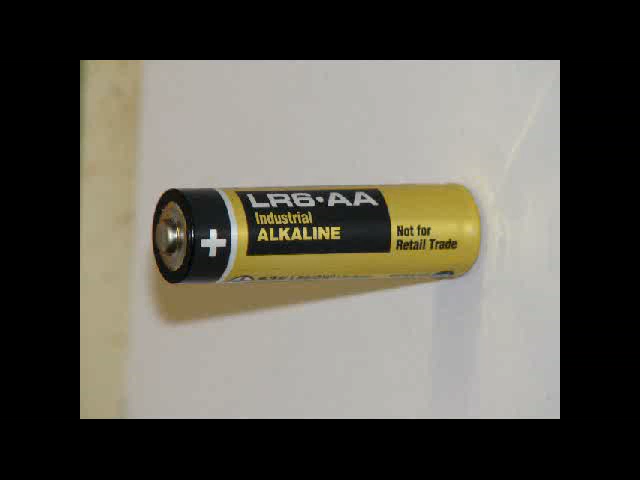 LR6•AA
Industrial
ALKALINE
Not for
Retail Trade
+